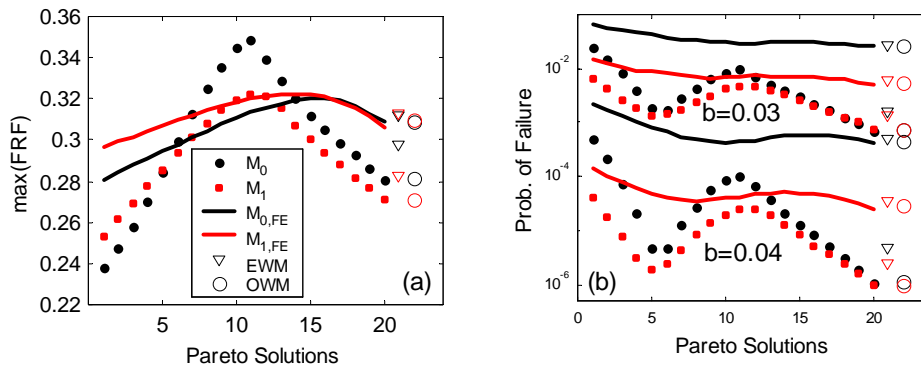 0.36
0.34
0.32
0.3
0.28
0.26
0.24
0.22
max(FRF)
5
10
15
20
Pareto Solutions
M0
M1
M0,FE
M1,FE
EWM
OWM
(a)
10-2
10-4
10-6
Prob. of Failure
0
5
10
15
20
Pareto Solutions
b=0.03
b=0.04
(b)